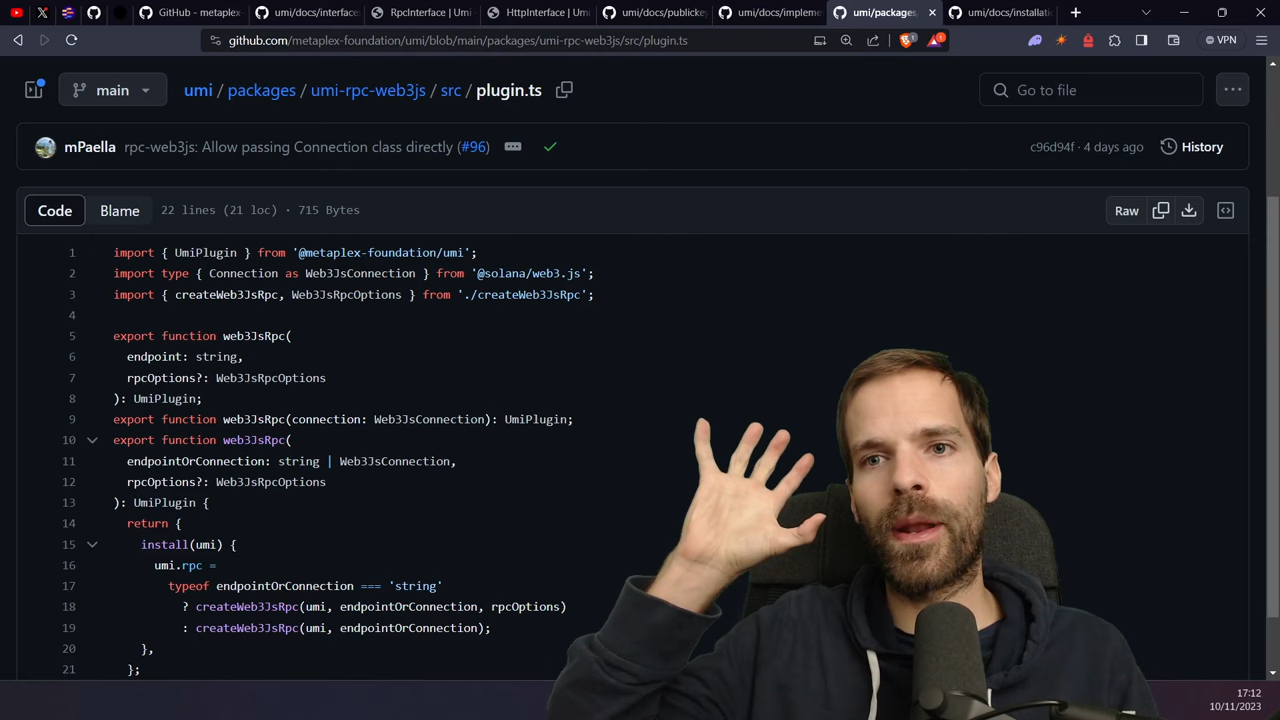 GitHub - metaplex
umi/docs/interface
RpcInterface | Umi
HttpInterface | Umi
umi/docs/publickey
umi/docs/impleme
umi/packages
umi/docs/installati
github.com/metaplex-foundation/umi/blob/main/packages/umi-rpc-web3js/src/plugin.ts
1
1
VPN
main
umi / packages / umi-rpc-web3js / src / plugin.ts
Go to file
mPaella rpc-web3js: Allow passing Connection class directly (#96)
c96d94f · 4 days ago
History
Code
Blame
22 lines (21 loc) · 715 Bytes
Raw
1 import { UmiPlugin } from '@metaplex-foundation/umi';
2 import type { Connection as Web3JsConnection } from '@solana/web3.js';
3 import { createWeb3JsRpc, Web3JsRpcOptions } from './createWeb3JsRpc';
4
5 export function web3JsRpc(
6 endpoint: string,
7 rpcOptions?: Web3JsRpcOptions
8 ): UmiPlugin;
9 export function web3JsRpc(connection: Web3JsConnection): UmiPlugin;
10 export function web3JsRpc(
11 endpointOrConnection: string | Web3JsConnection,
12 rpcOptions?: Web3JsRpcOptions
13 ): UmiPlugin {
14 return {
15 install(umi) {
16 umi.rpc =
17 typeof endpointOrConnection === 'string'
18 ? createWeb3JsRpc(umi, endpointOrConnection, rpcOptions)
19 : createWeb3JsRpc(umi, endpointOrConnection);
20 },
21 };
17:12
10/11/2023